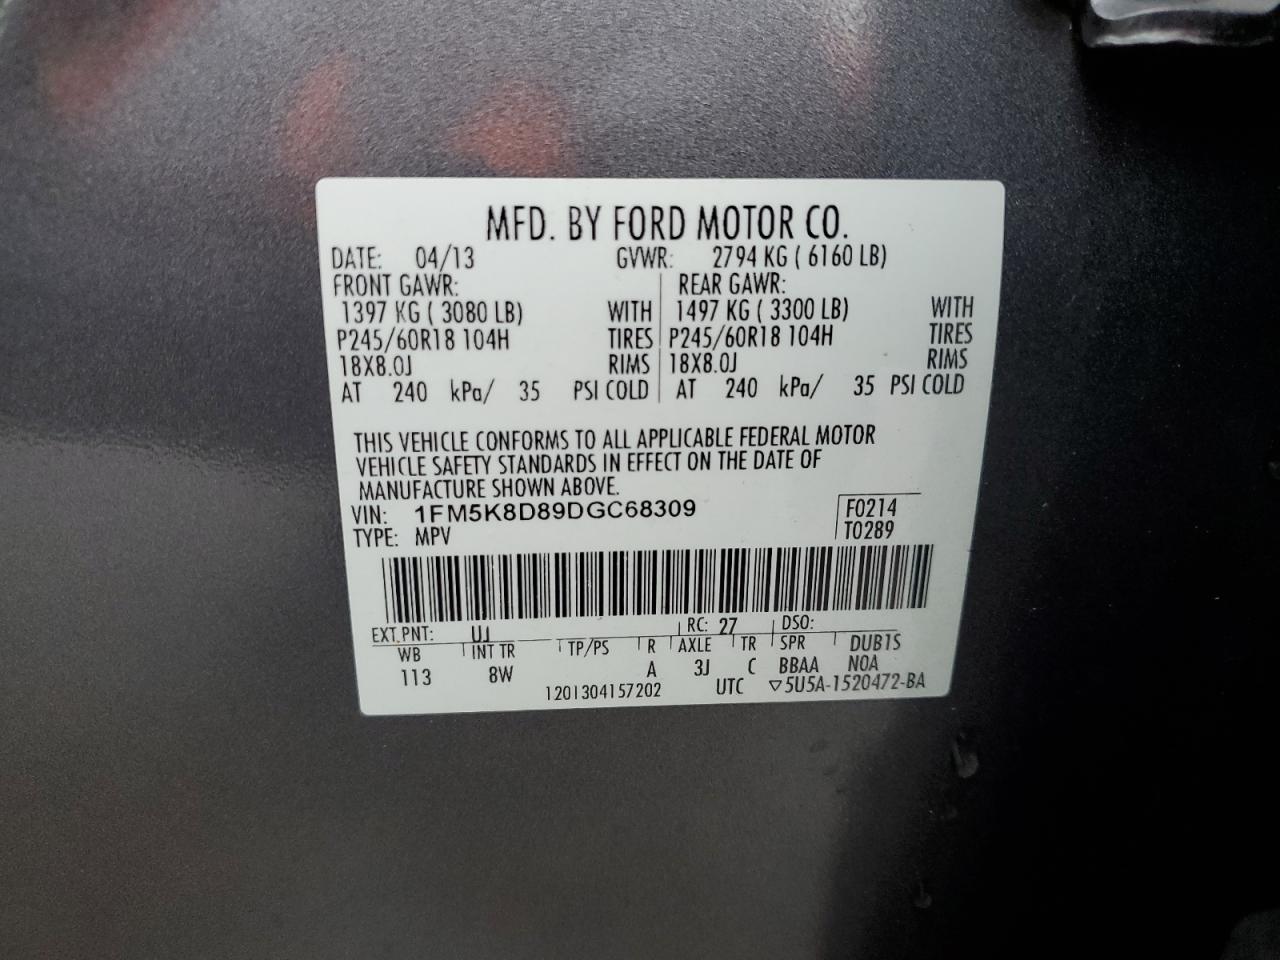 MFD. BY FORD MOTOR CO.
DATE: 04/13 GVWR: 2794 KG ( 6160 LB)
FRONT GAWR: REAR GAWR:
1397 KG ( 3080 LB) WITH 1497 KG ( 3300 LB) WITH
P245/60R18 104H TIRES P245/60R18 104H TIRES
18X8.0J RIMS 18X8.0J RIMS
AT 240 kPa/ 35 PSI COLD AT 240 kPa/ 35 PSI COLD
THIS VEHICLE CONFORMS TO ALL APPLICABLE FEDERAL MOTOR
VEHICLE SAFETY STANDARDS IN EFFECT ON THE DATE OF
MANUFACTURE SHOWN ABOVE.
VIN: 1FM5K8D89DGC68309 F0214
TYPE: MPV T0289
EXT PNT: UJ RC: 27 DSO:
WB INT TR TP/PS R AXLE TR SPR DUB1S
113 8W A 3J C BBAA N0A
1201304157202 UTC ▽5U5A-1520472-BA